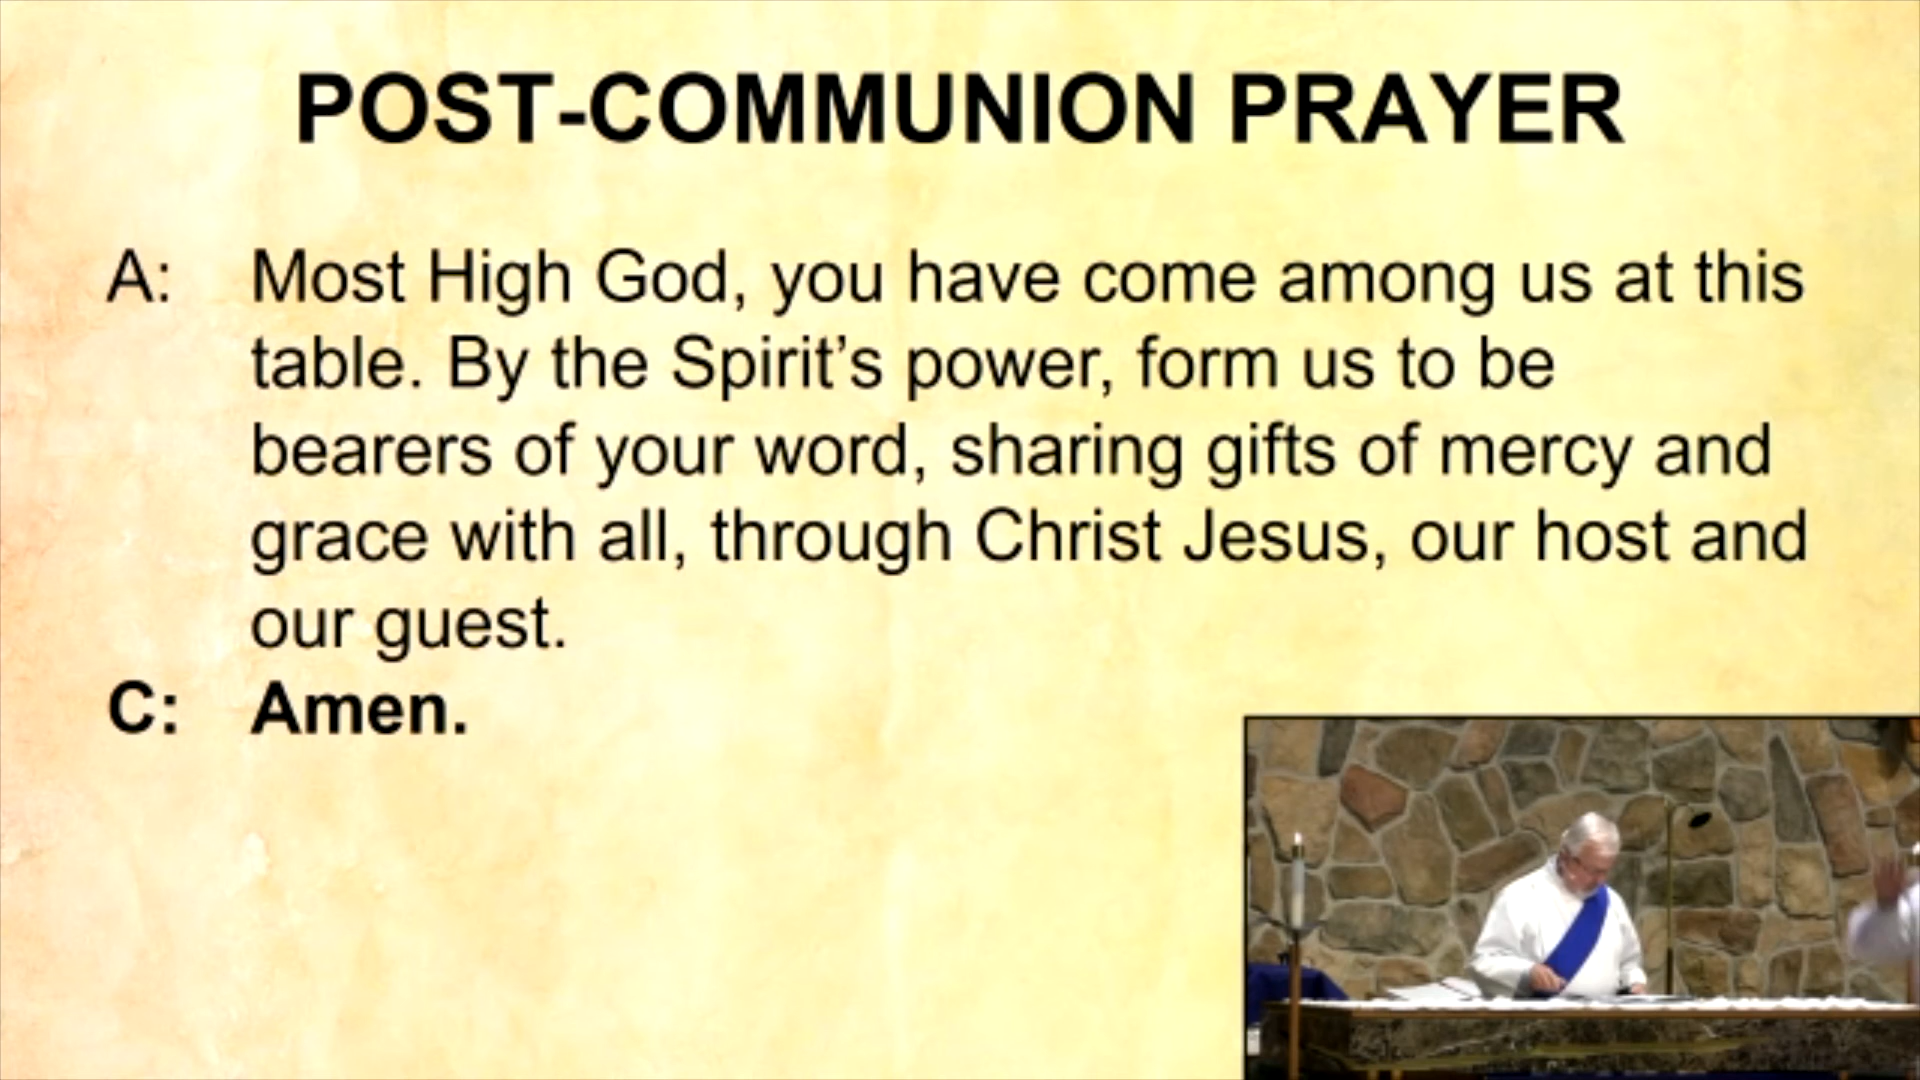 POST-COMMUNION PRAYER
A: Most High God, you have come among us at this
table. By the Spirit’s power, form us to be
bearers of your word, sharing gifts of mercy and
grace with all, through Christ Jesus, our host and
our guest.
C: Amen.